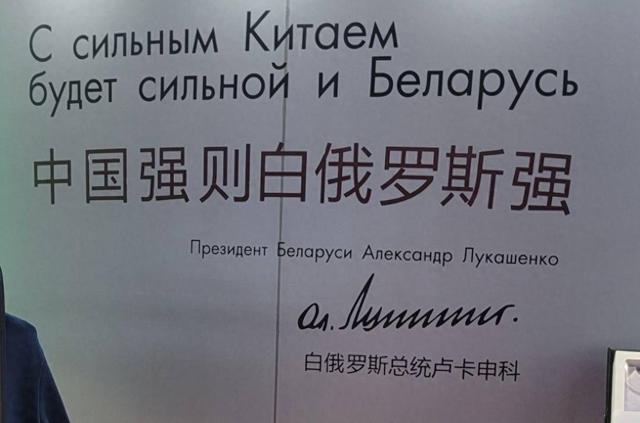 С сильным Китаем
будет сильной и Беларусь
中国强则白俄罗斯强
Президент Беларуси Александр Лукашенко
白俄罗斯总统卢卡申科